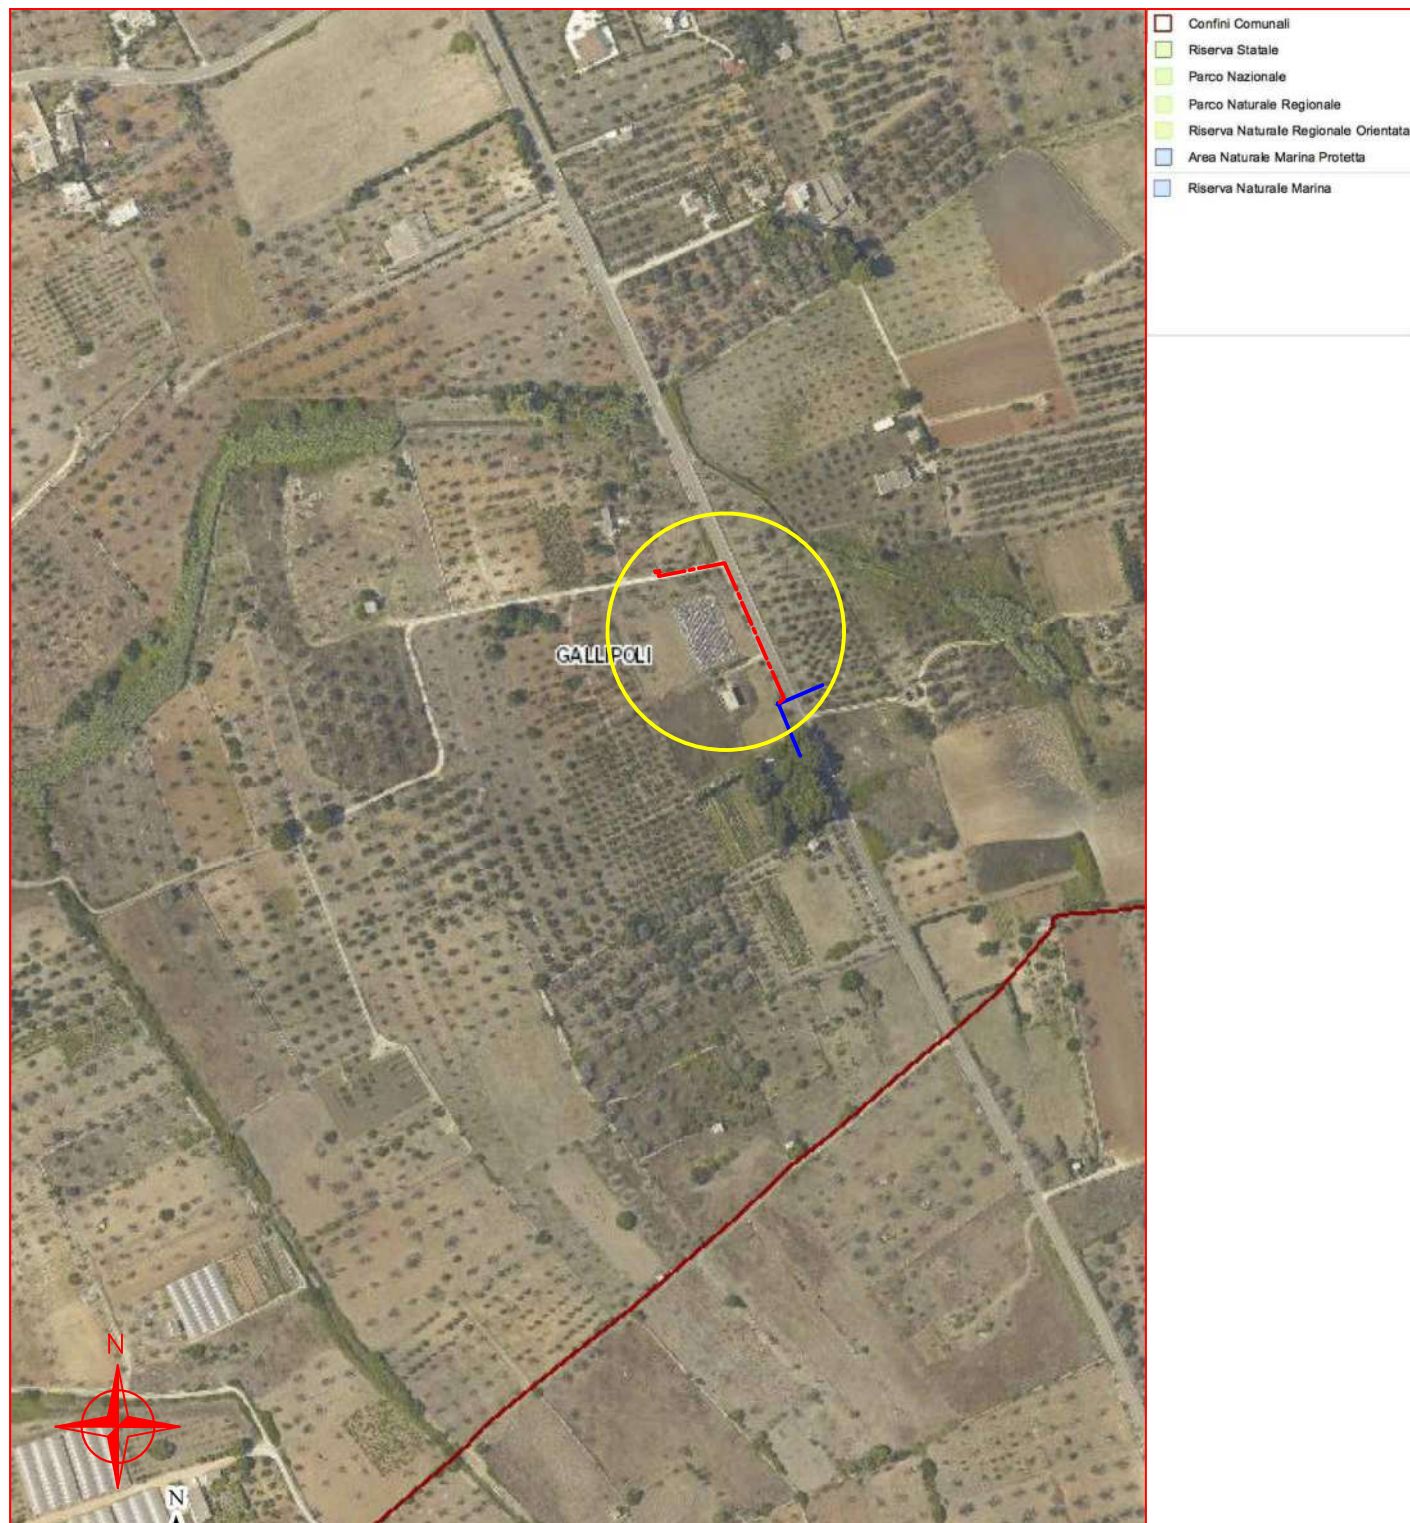 Confini Comunali
Riserva Statale
Parco Nazionale
Parco Naturale Regionale
Riserva Naturale Regionale Orientata
Area Naturale Marina Protetta
Riserva Naturale Marina
GALLIPOLI
N
N